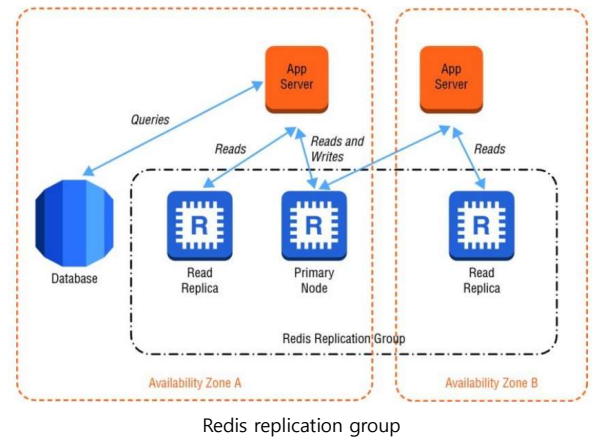 App
Server
App
Server
Queries
Reads
Reads and
Writes
Reads
R
R
R
Database
Read
Replica
Primary
Node
Read
Replica
Redis Replication Group
Availability Zone A
Availability Zone B
Redis replication group